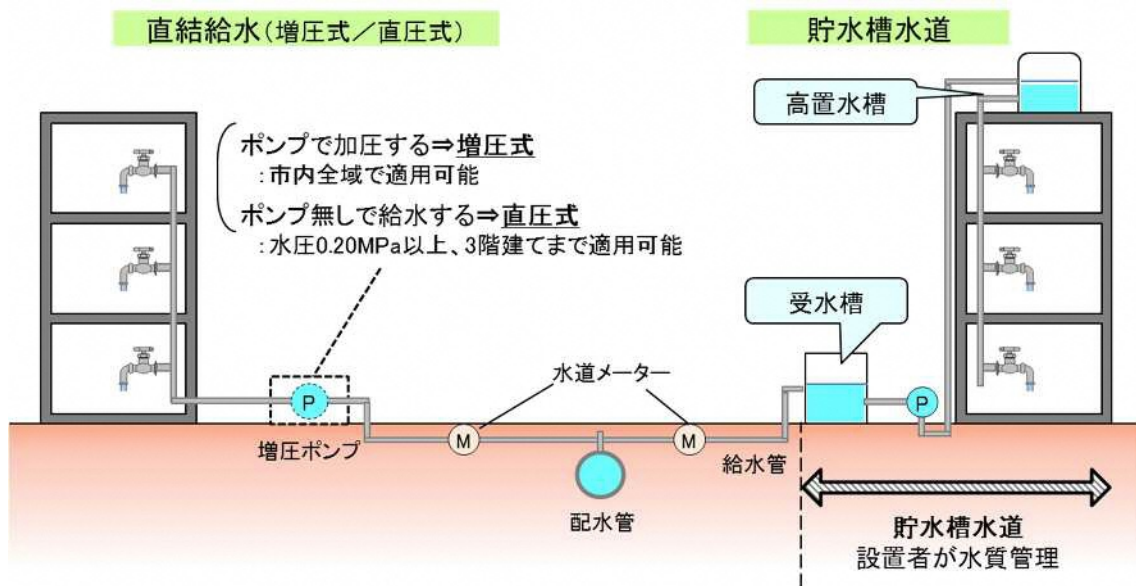 直結給水(増圧式／直圧式)
貯水槽水道
高置水槽
ポンプで加圧する⇒増圧式
：市内全域で適用可能
ポンプ無しで給水する⇒直圧式
：水圧0.20MPa以上、3階建てまで適用可能
受水槽
水道メーター
P
P
増圧ポンプ
M
M
給水管
配水管
貯水槽水道
設置者が水質管理